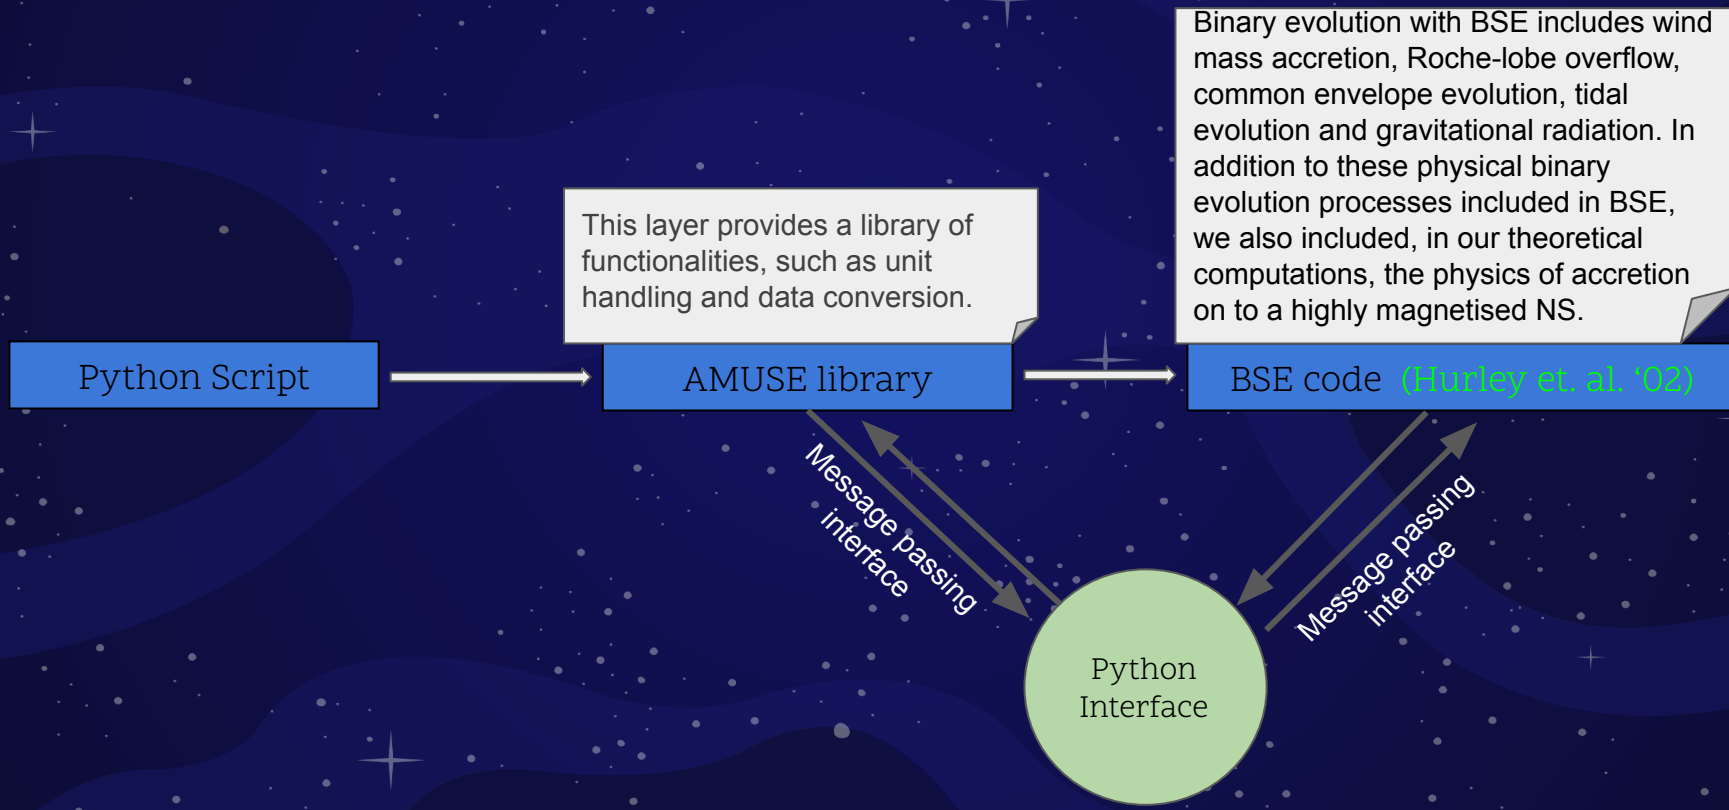 Binary evolution with BSE includes wind
mass accretion, Roche-lobe overflow,
common envelope evolution, tidal
evolution and gravitational radiation. In
addition to these physical binary
evolution processes included in BSE,
we also included, in our theoretical
computations, the physics of accretion
on to a highly magnetised NS.
This layer provides a library of
functionalities, such as unit
handling and data conversion.
Python Script
AMUSE library
BSE code (Hurley et. al. ‘02)
Message passing
interface
Message passing
interface
Python
Interface